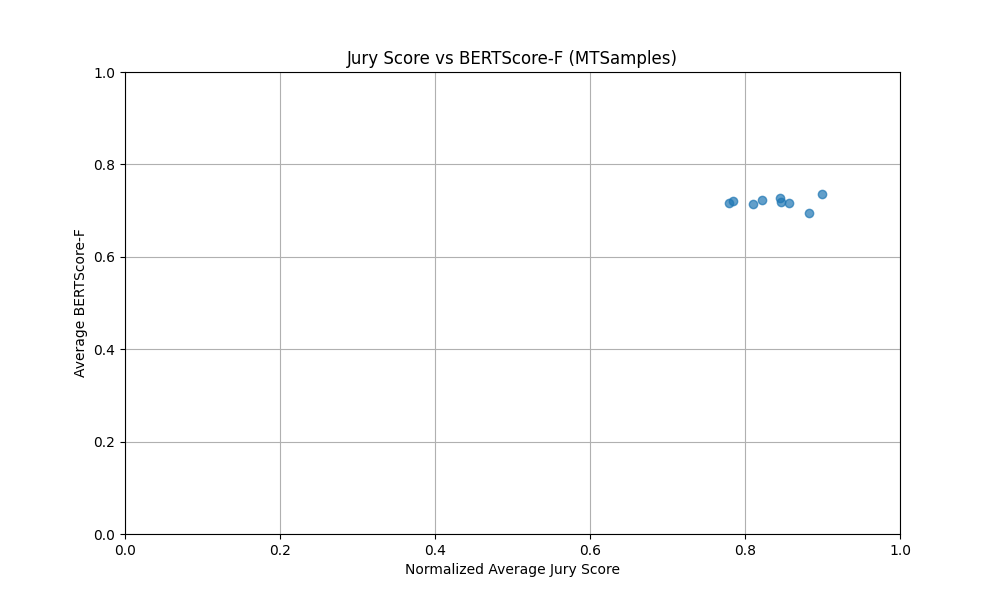 Jury Score vs BERTScore-F (MTSamples)
1.0
0.8
0.6
0.4
0.2
0.0
Average BERTScore-F
0.0 0.2 0.4 0.6 0.8 1.0
Normalized Average Jury Score